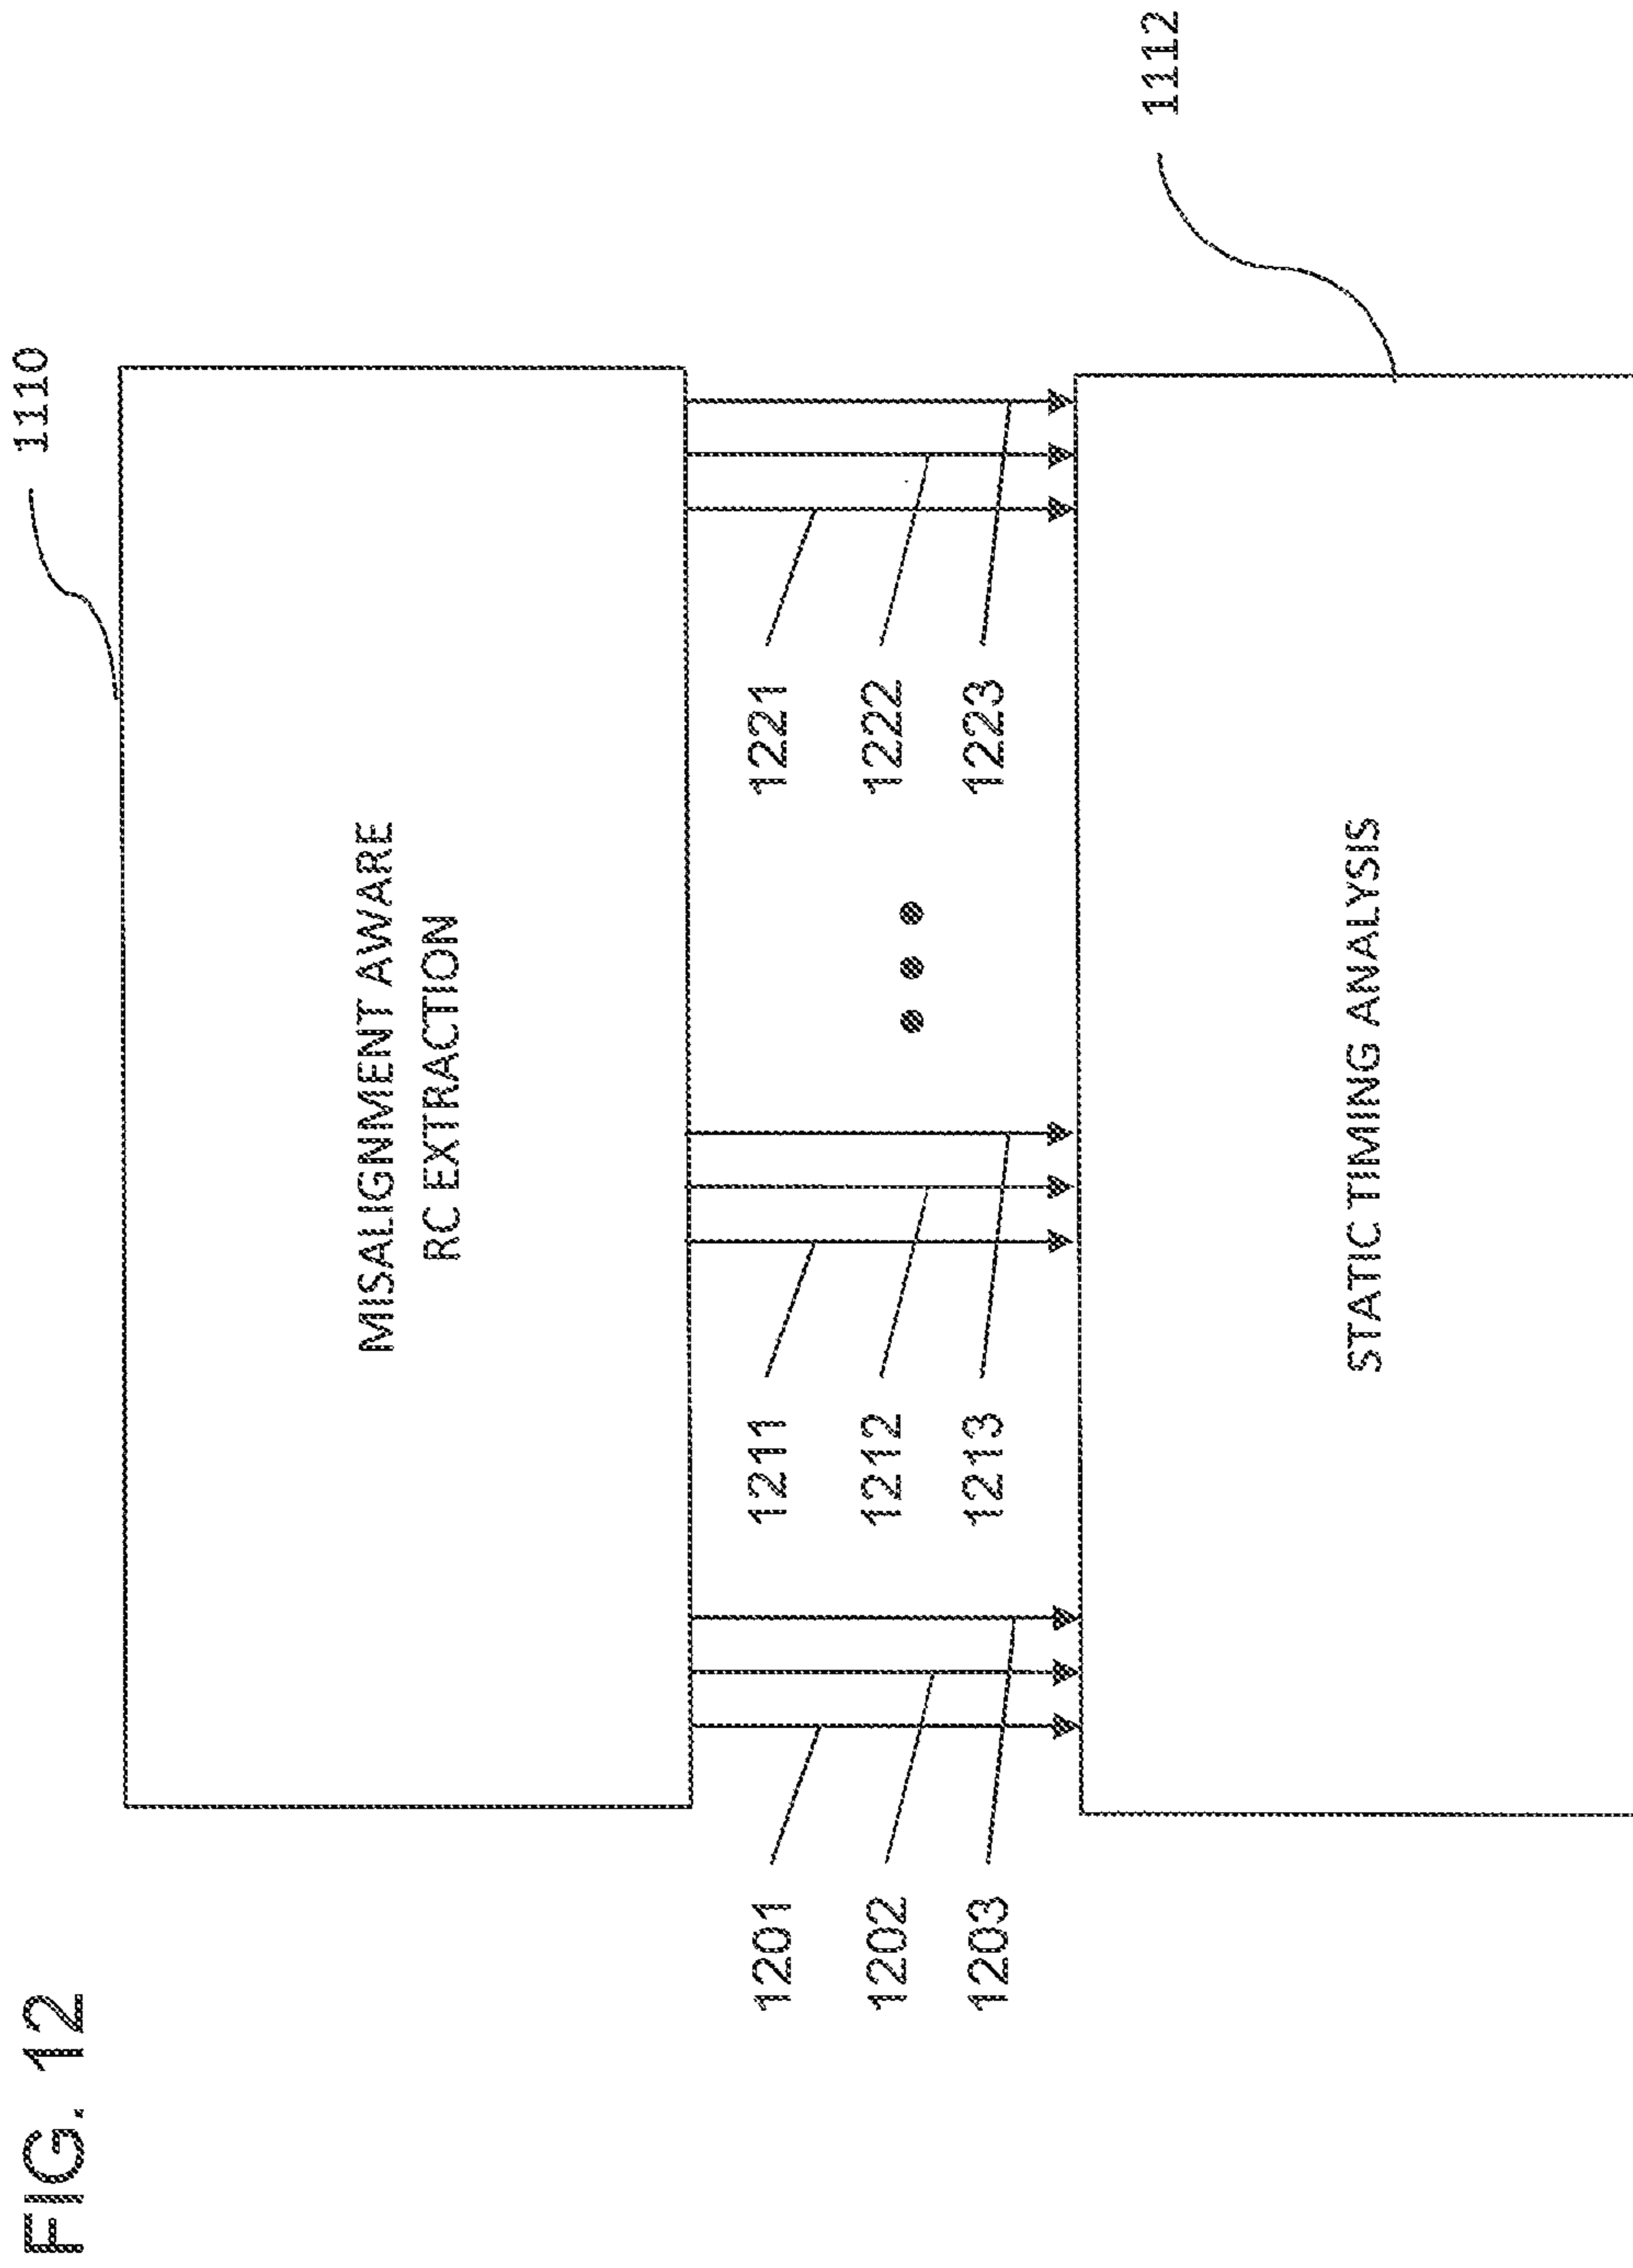 FIG. 12
1110
MISALIGNMENT AWARE
RC EXTRACTION
1201
1202
1203
1211
1212
1213
1221
1222
1223
STATIC TIMING ANALYSIS
1112